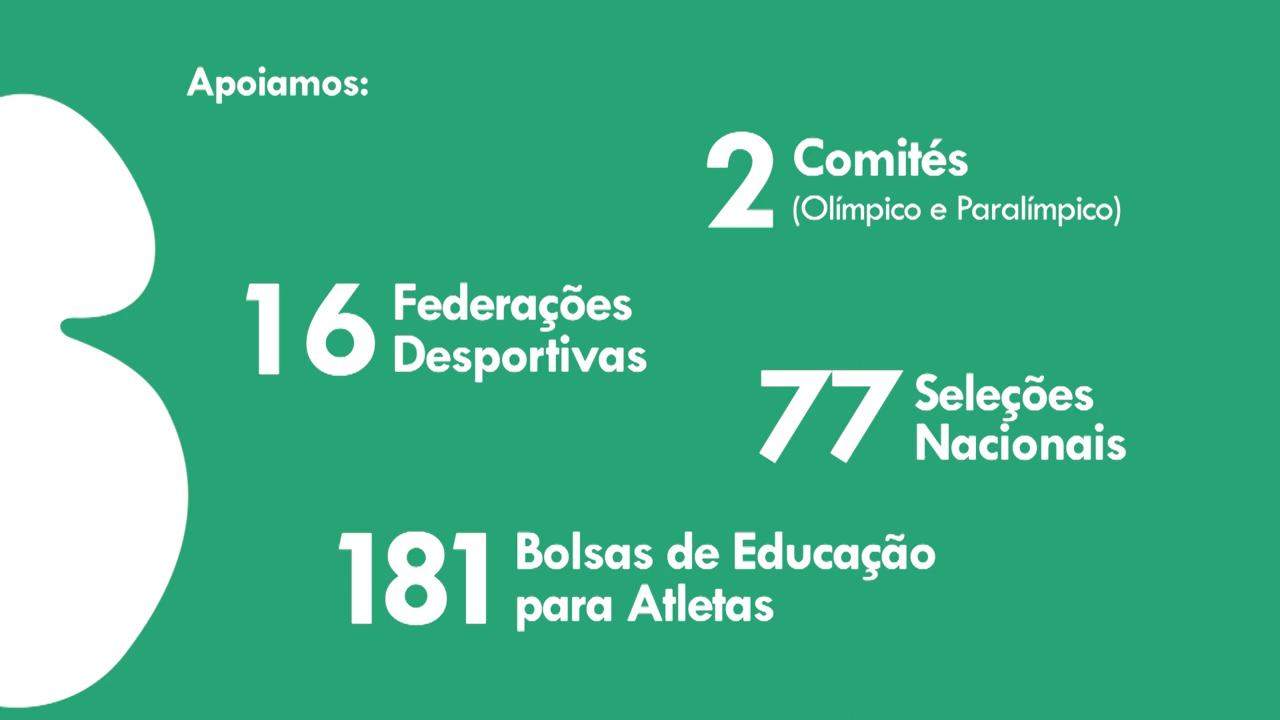 Apoiamos:
2 Comités
(Olímpico e Paralímpico)
16 Federações
Desportivas
77 Seleções
Nacionais
181 Bolsas de Educação
para Atletas